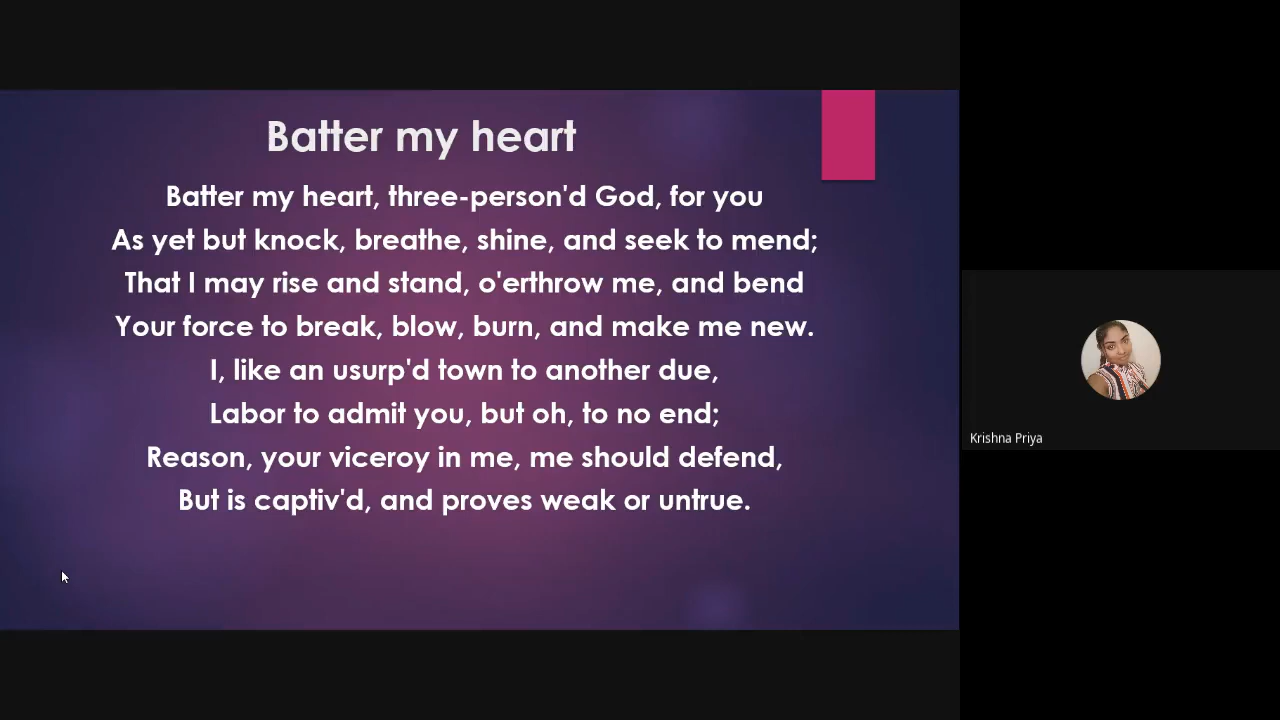 Batter my heart
Batter my heart, three-person'd God, for you
As yet but knock, breathe, shine, and seek to mend;
That I may rise and stand, o'erthrow me, and bend
Your force to break, blow, burn, and make me new.
I, like an usurp'd town to another due,
Labor to admit you, but oh, to no end;
Reason, your viceroy in me, me should defend,
But is captiv'd, and proves weak or untrue.
Krishna Priya